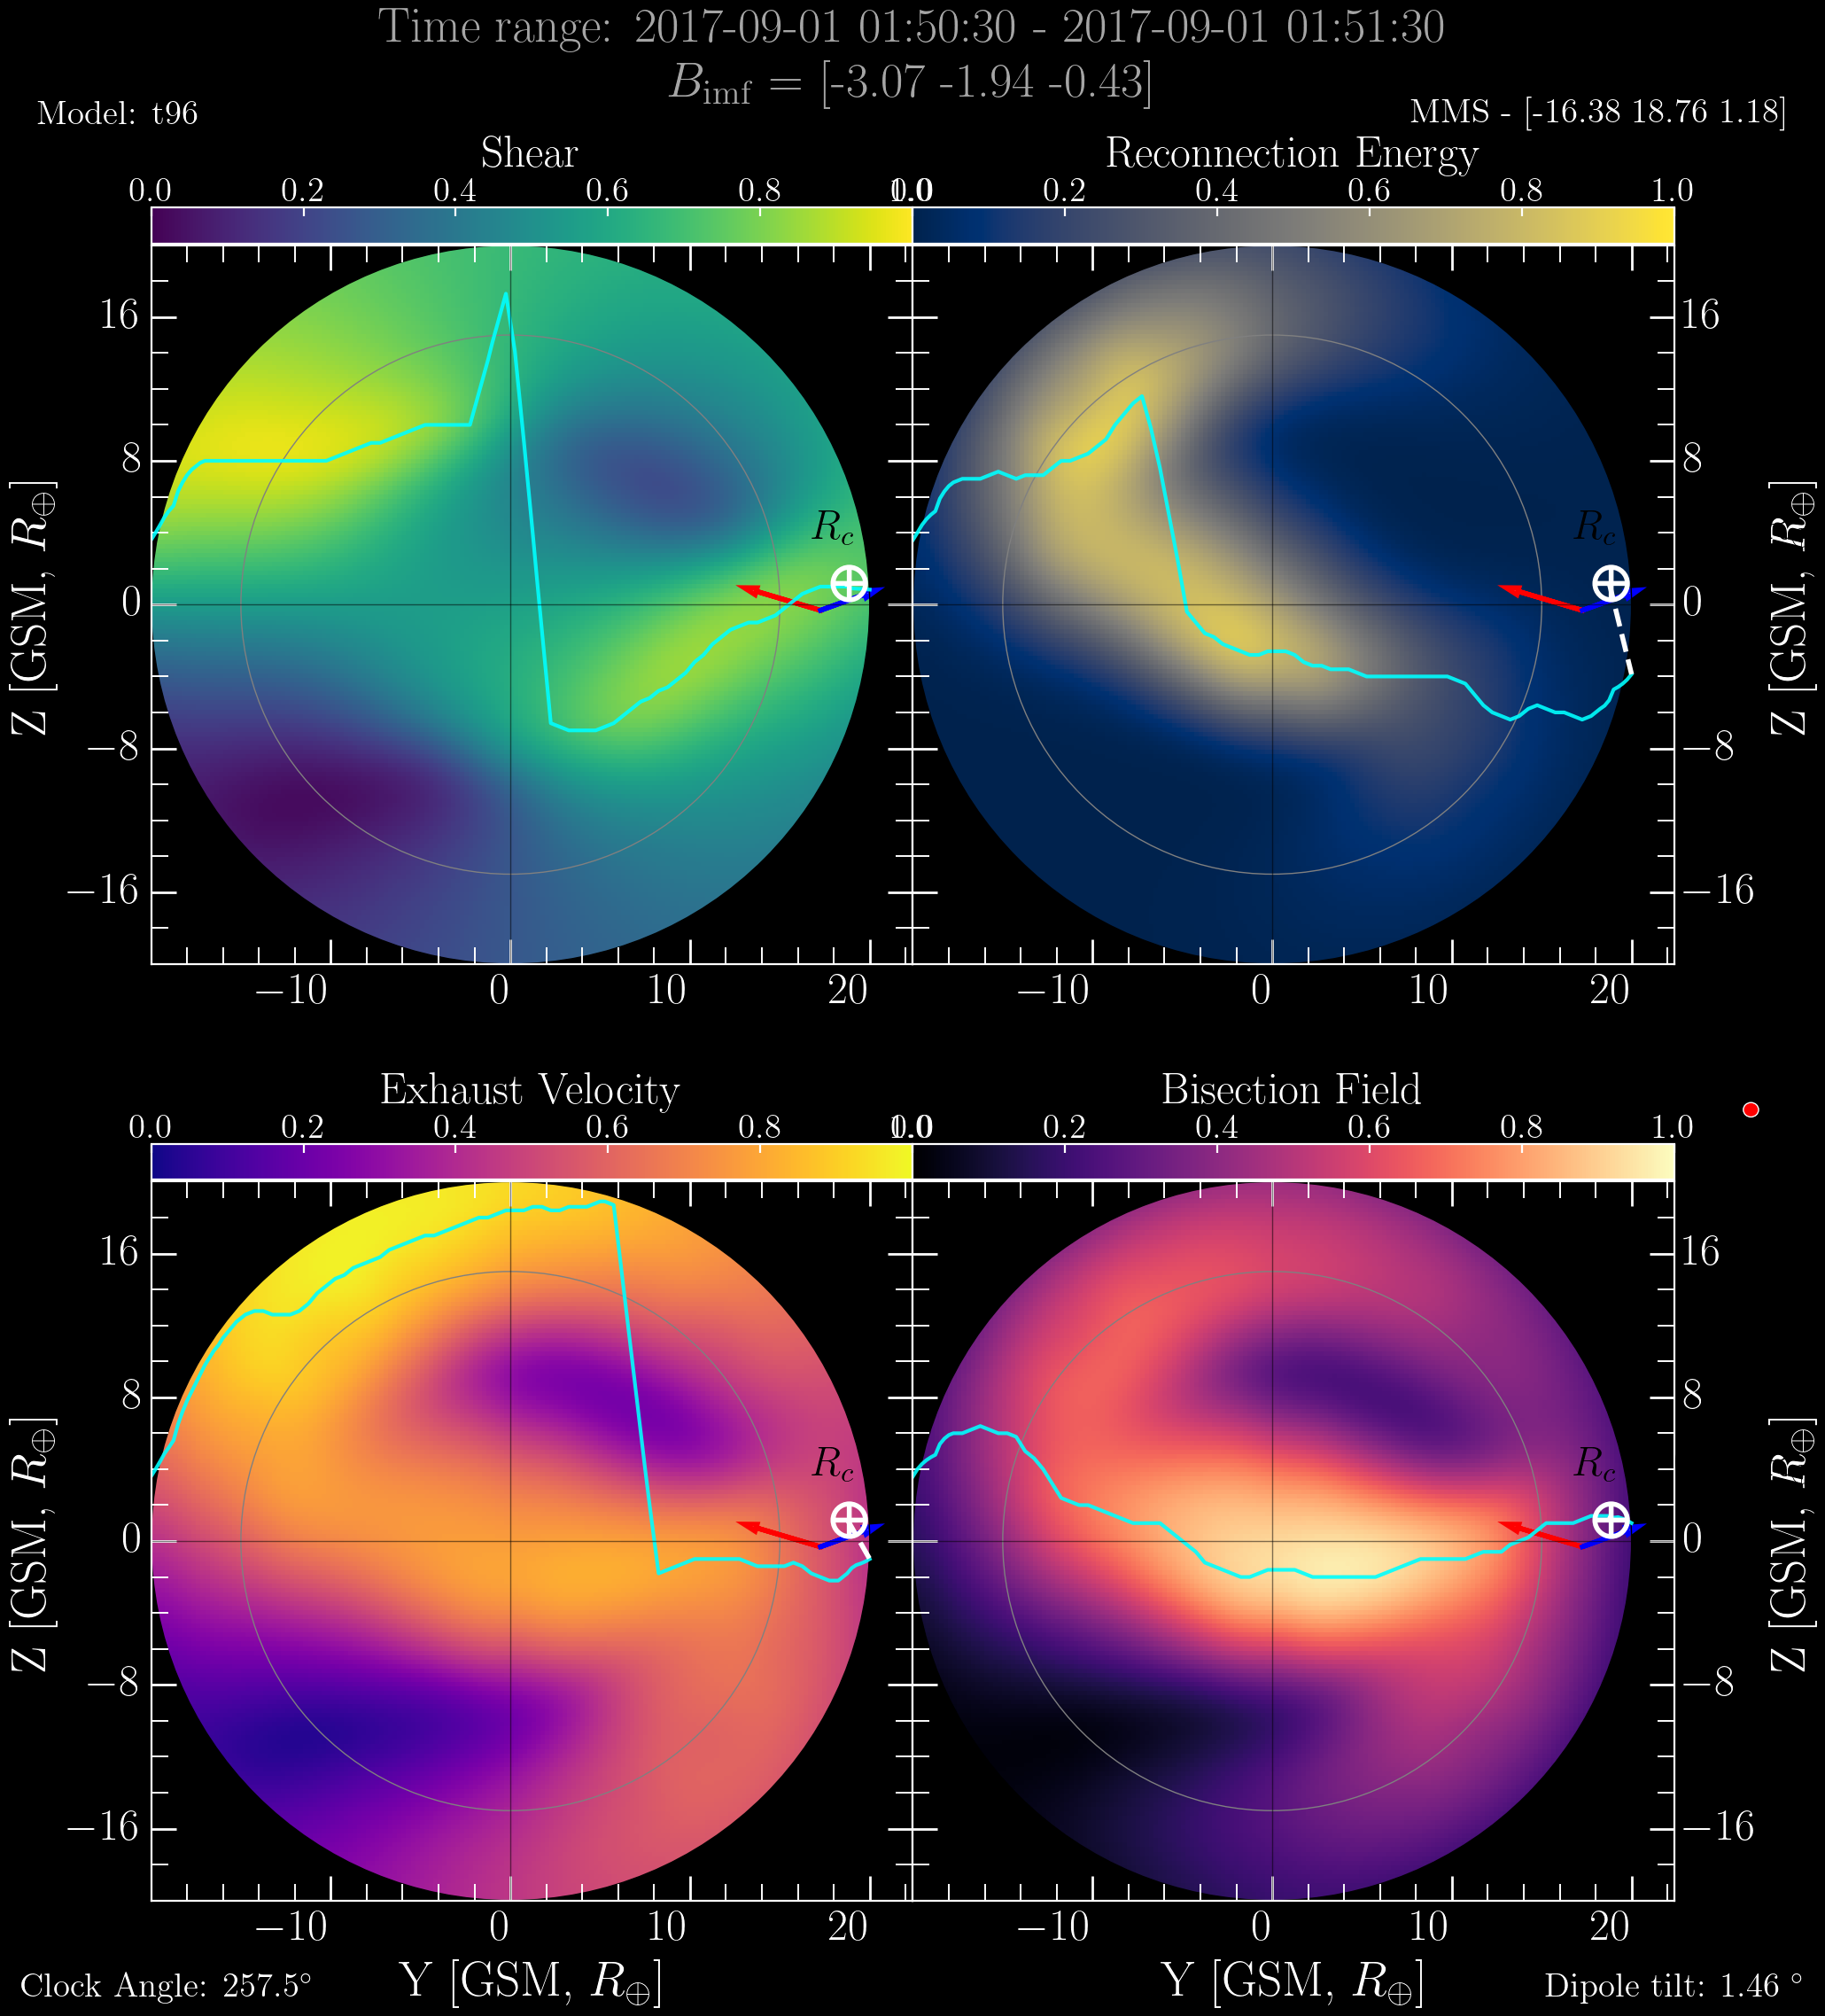 Time range: 2017-09-01 01:50:30 - 2017-09-01 01:51:30
B_imf = [-3.07 -1.94 -0.43]
Model: t96
MMS - [-16.38 18.76 1.18]
Shear
Reconnection Energy
0.0 0.2 0.4 0.6 0.8 1.0
0.0 0.2 0.4 0.6 0.8 1.0
Z [GSM, R⊕]
16
8
0
−8
−16
R_c
R_c
16
8
0
−8
−16
Z [GSM, R⊕]
−10 0 10 20
−10 0 10 20
Exhaust Velocity
Bisection Field
0.0 0.2 0.4 0.6 0.8 1.0
0.0 0.2 0.4 0.6 0.8 1.0
Z [GSM, R⊕]
16
8
0
−8
−16
R_c
R_c
16
8
0
−8
−16
Z [GSM, R⊕]
−10 0 10 20
−10 0 10 20
Y [GSM, R⊕]
Y [GSM, R⊕]
Clock Angle: 257.5°
Dipole tilt: 1.46 °